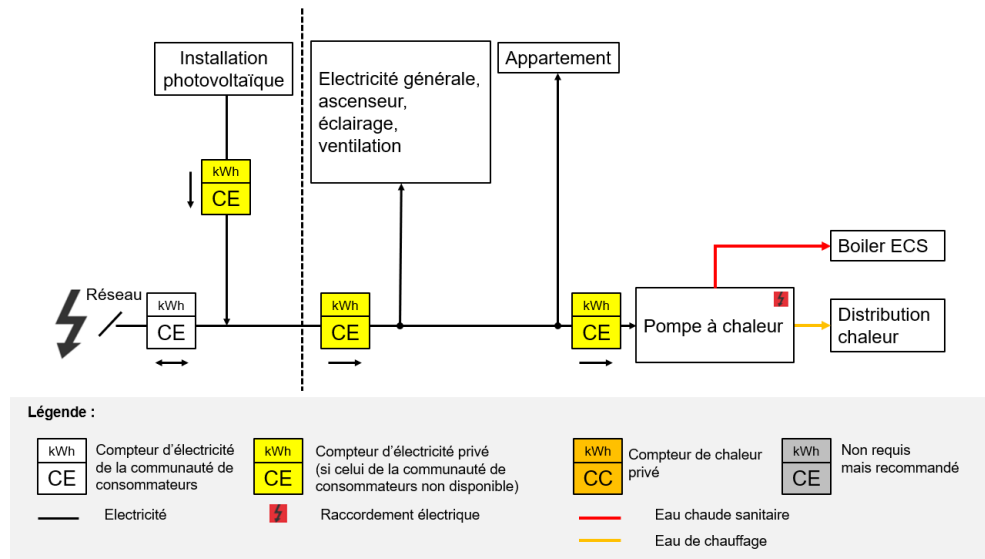 Installation
photovoltaïque
Electricité générale,
ascenseur,
éclairage,
ventilation
Appartement
kWh
CE
Boiler ECS
Réseau
kWh
CE
kWh
CE
kWh
CE
Pompe à chaleur
Distribution
chaleur
Légende :
kWh
CE
Compteur d'électricité
de la communauté de
consommateurs
kWh
CE
Compteur d'électricité privé
(si celui de la communauté de
consommateurs non disponible)
kWh
CC
Compteur de chaleur
privé
kWh
CE
Non requis
mais recommandé
Electricité
Raccordement électrique
Eau chaude sanitaire
Eau de chauffage